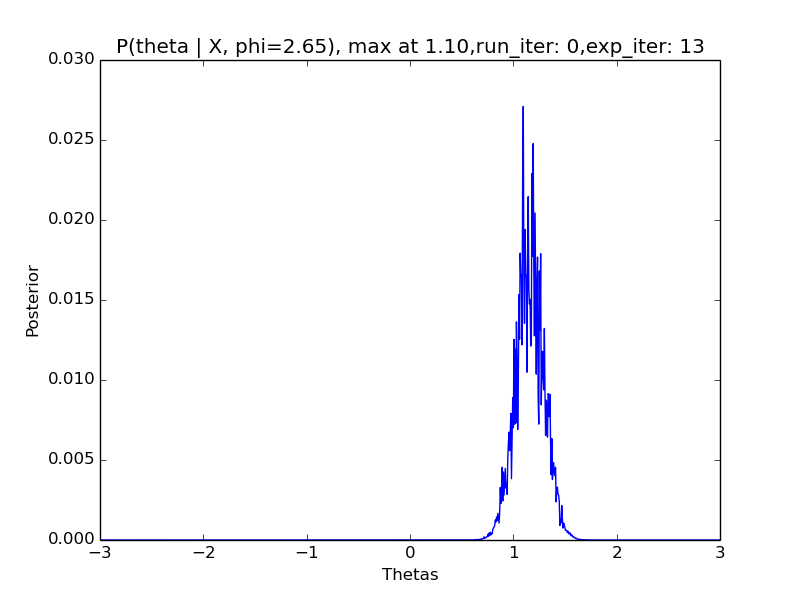 P(theta | X, phi=2.65), max at 1.10,run_iter: 0,exp_iter: 13
0.030
0.025
0.020
0.015
0.010
0.005
0.000
Posterior
−3 −2 −1 0 1 2 3
Thetas